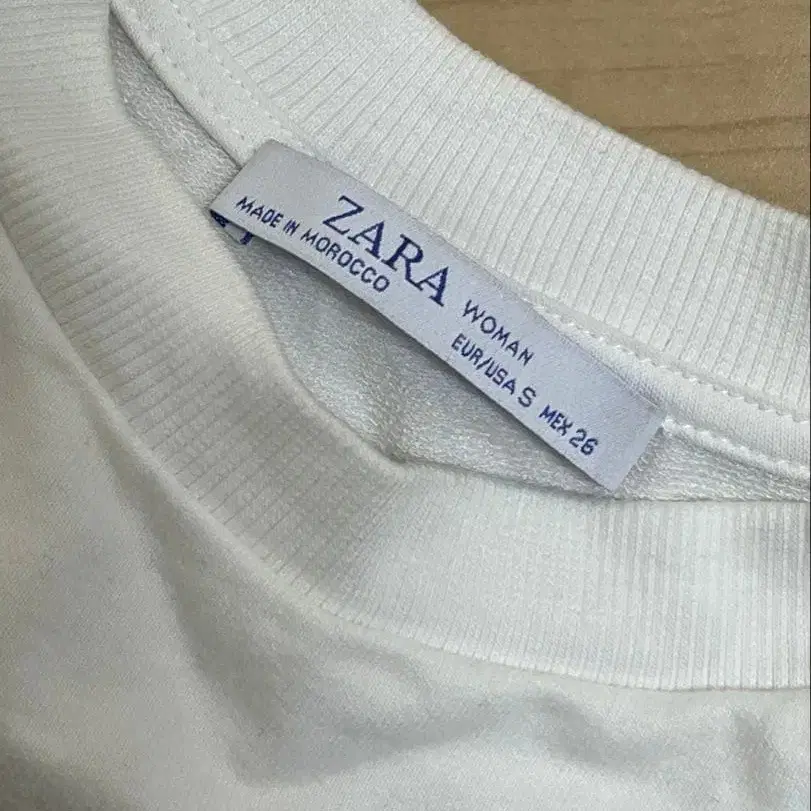 ZARA WOMAN
MADE IN MOROCCO EUR/USA S MEX 26